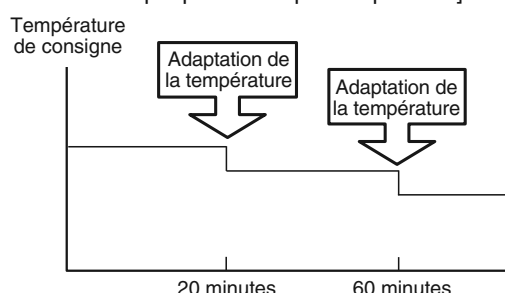 Température
de consigne
Adaptation de
la température
Adaptation de
la température
20 minutes
60 minutes